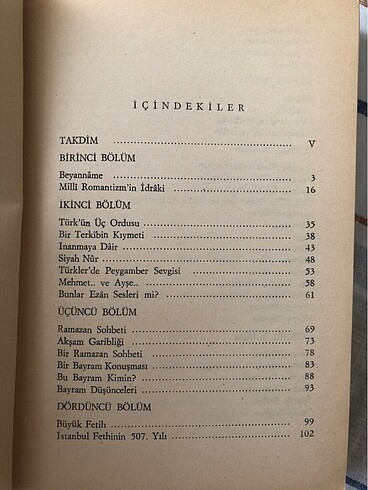 İÇİNDEKİLER
TAKDİM ........ V
BİRİNCİ BÖLÜM
Beyannâme ........ 3
Millî Romantizm'in İdrâki ........ 16
İKİNCİ BÖLÜM
Türk'ün Üç Ordusu ........ 35
Bir Terkîbin Kıymeti ........ 38
İnanmaya Dâir ........ 43
Siyah Nûr ........ 48
Türkler'de Peygamber Sevgisi ........ 53
Mehmet.. ve Ayşe.. ........ 58
Bunlar Ezân Sesleri mi? ........ 61
ÜÇÜNCÜ BÖLÜM
Ramazan Sohbeti ........ 69
Akşam Garibliği ........ 73
Bir Ramazan Sohbeti ........ 78
Bir Bayram Konuşması ........ 83
Bu Bayram Kimin? ........ 88
Bayram Düşünceleri ........ 93
DÖRDÜNCÜ BÖLÜM
Büyük Fetih ........ 99
İstanbul Fethinin 507. Yılı ........ 102